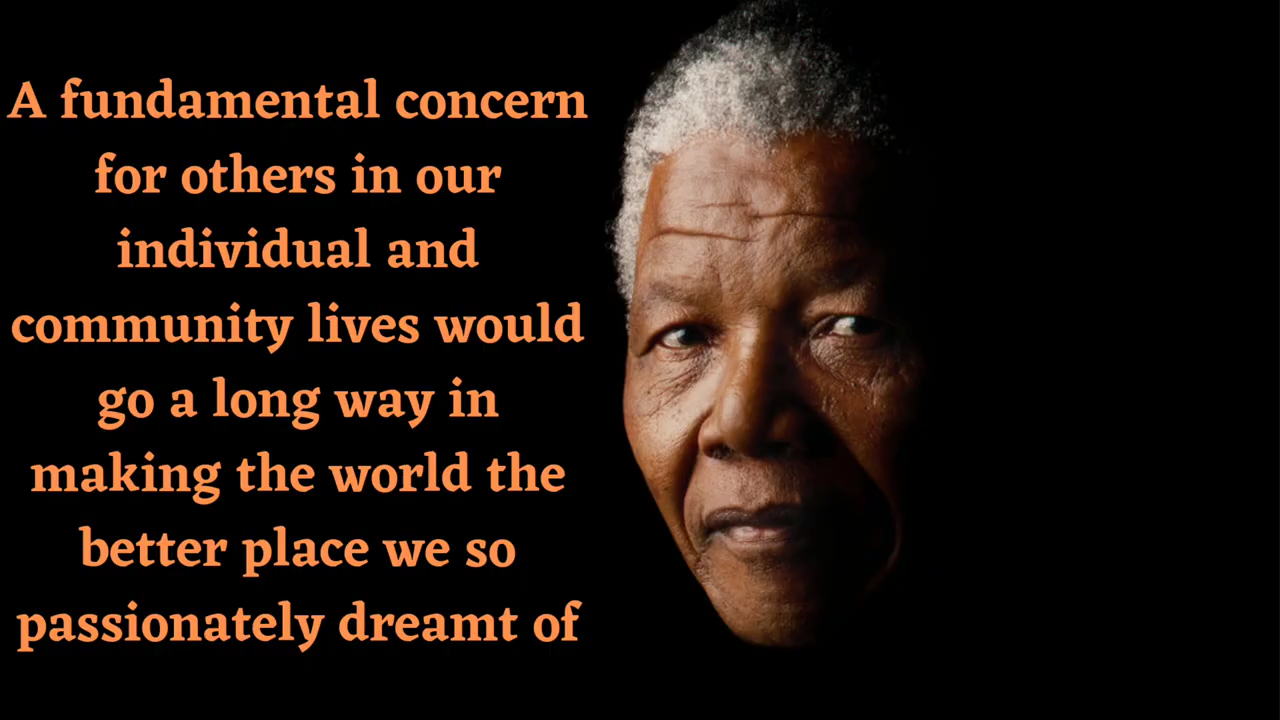 A fundamental concern
for others in our
individual and
community lives would
go a long way in
making the world the
better place we so
passionately dreamt of